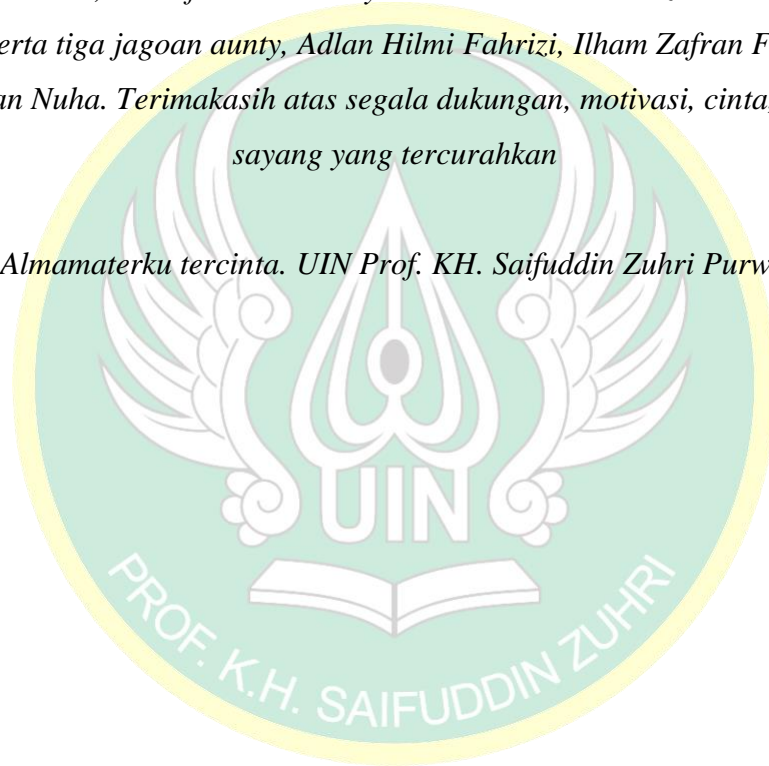 erta tiga jagoan aunty, Adlan Hilmi Fahrizi, Ilham Zafran F
an Nuha. Terimakasih atas segala dukungan, motivasi, cinta,
sayang yang tercurahkan
Almamaterku tercinta. UIN Prof. KH. Saifuddin Zuhri Purw
UIN
PROF. K.H. SAIFUDDIN ZUHRI